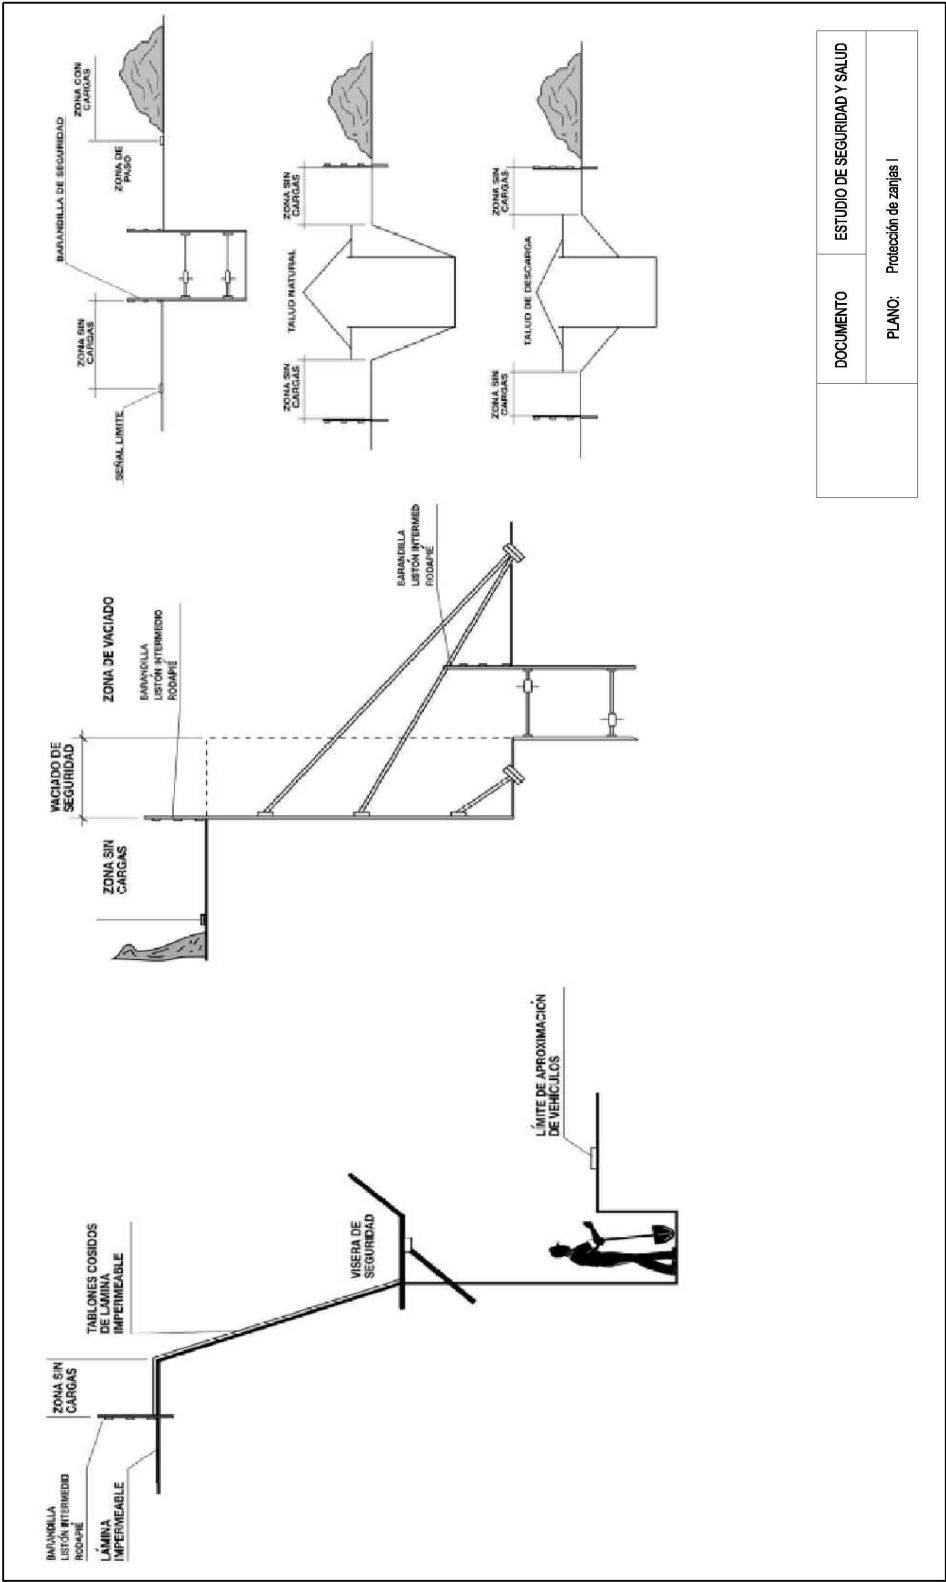 BARANDILLA
LISTÓN INTERMEDIO
RODAPIÉ
LÁMINA
IMPERMEABLE
ZONA SIN
CARGAS
TABLONES COSIDOS
DE LÁMINA
IMPERMEABLE
VISERA DE
SEGURIDAD
LÍMITE DE APROXIMACIÓN
DE VEHÍCULOS
ZONA SIN
CARGAS
VACIADO DE
SEGURIDAD
ZONA DE VACIADO
BARANDILLA
LISTÓN INTERMEDIO
RODAPIÉ
BARANDILLA
LISTÓN INTERMED
RODAPIÉ
SEÑAL LIMITE
ZONA SIN
CARGAS
BARANDILLA DE SEGURIDAD
ZONA DE
PASO
ZONA CON
CARGAS
ZONA SIN
CARGAS
TALUD NATURAL
ZONA SIN
CARGAS
ZONA SIN
CARGAS
TALUD DE DESCARGA
ZONA SIN
CARGAS
DOCUMENTO
ESTUDIO DE SEGURIDAD Y SALUD
PLANO: Protección de zanjas I